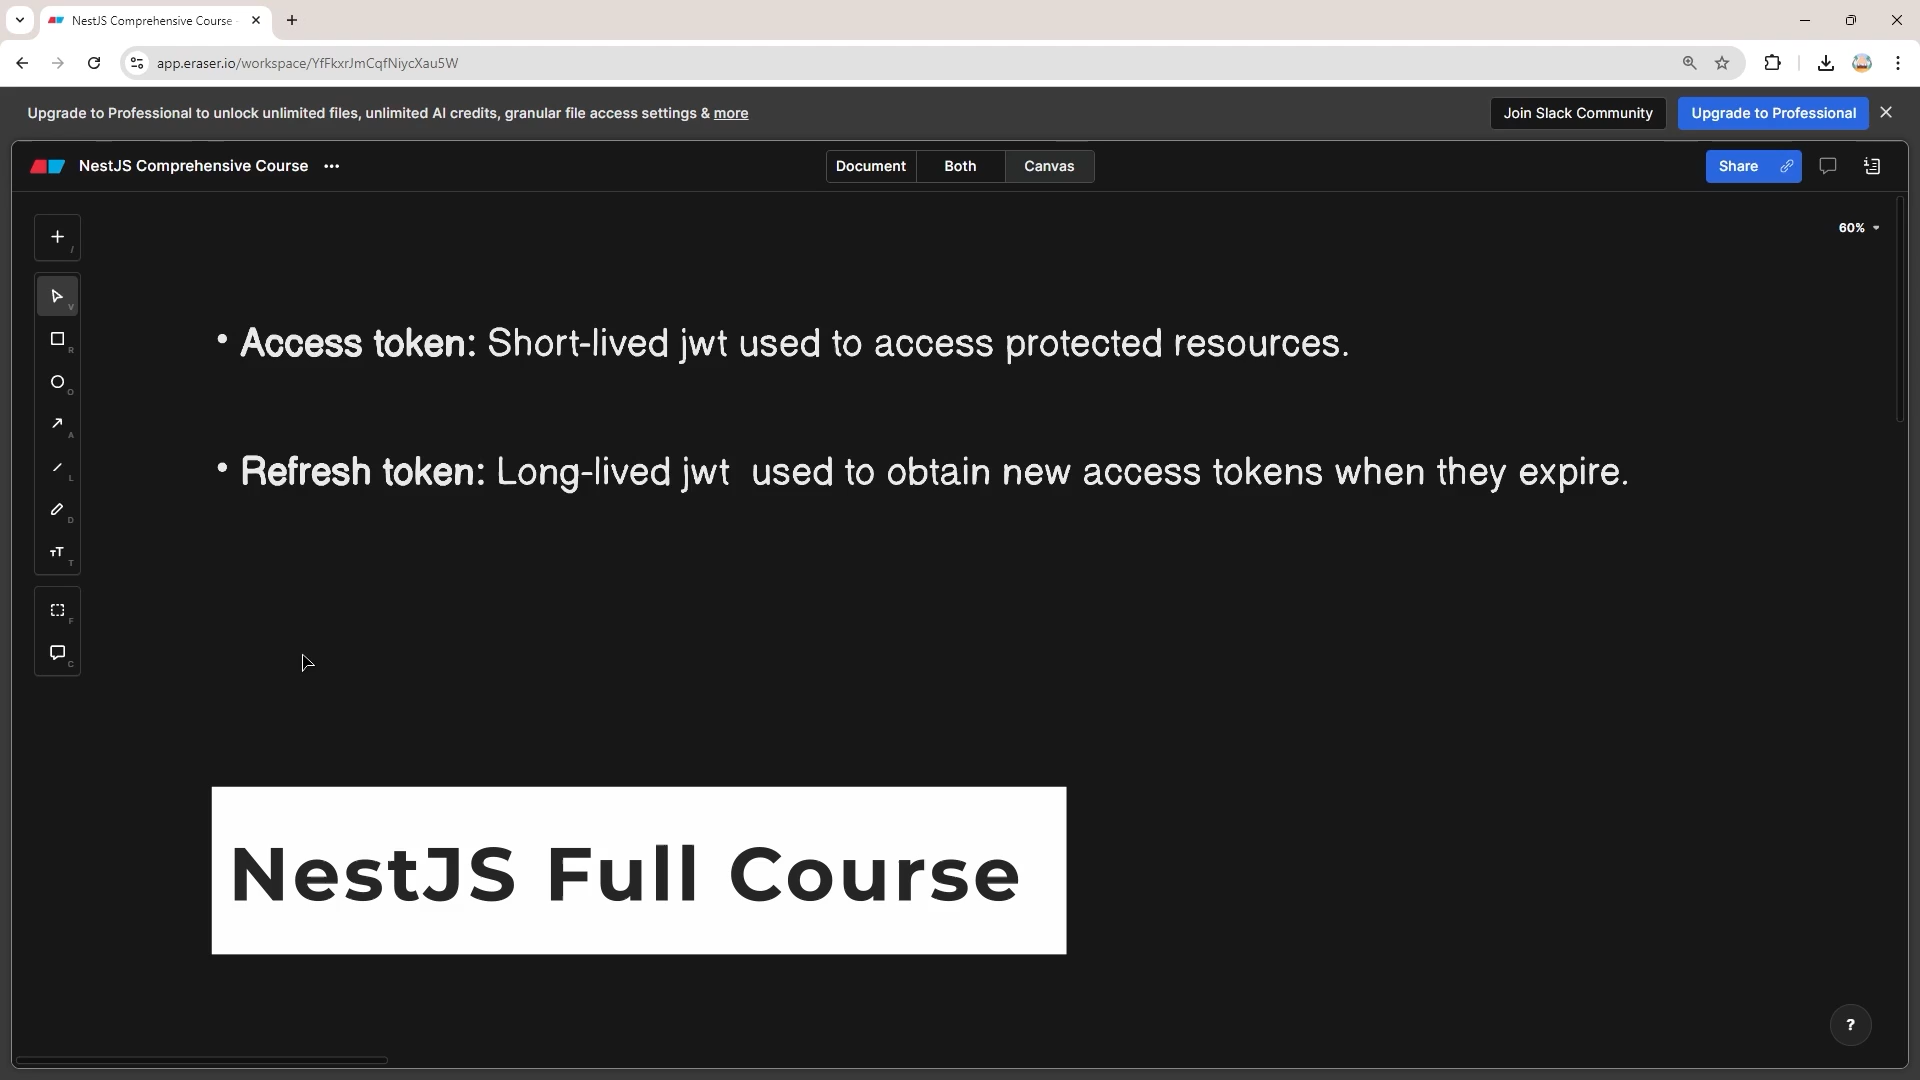 NestJS Comprehensive Course
app.eraser.io/workspace/YfFkxrJmCqfNiycXau5W
Upgrade to Professional to unlock unlimited files, unlimited AI credits, granular file access settings & more
Join Slack Community
Upgrade to Professional
NestJS Comprehensive Course
Document
Both
Canvas
Share
60%
/
V
R
O
A
L
D
TT
T
F
C
• Access token: Short-lived jwt used to access protected resources.
• Refresh token: Long-lived jwt  used to obtain new access tokens when they expire.
NestJS Full Course
?